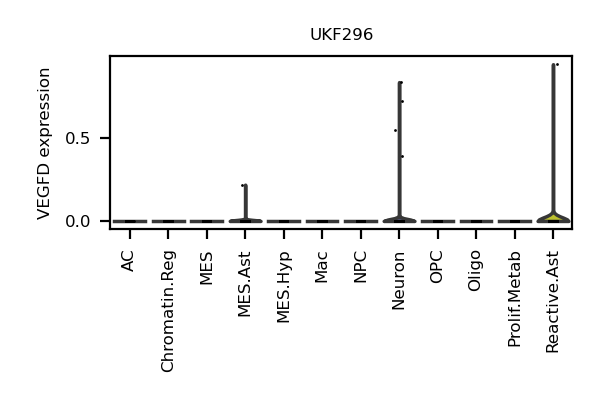 UKF296
VEGFD expression
0.5
0.0
AC
Chromatin.Reg
MES
MES.Ast
MES.Hyp
Mac
NPC
Neuron
OPC
Oligo
Prolif.Metab
Reactive.Ast